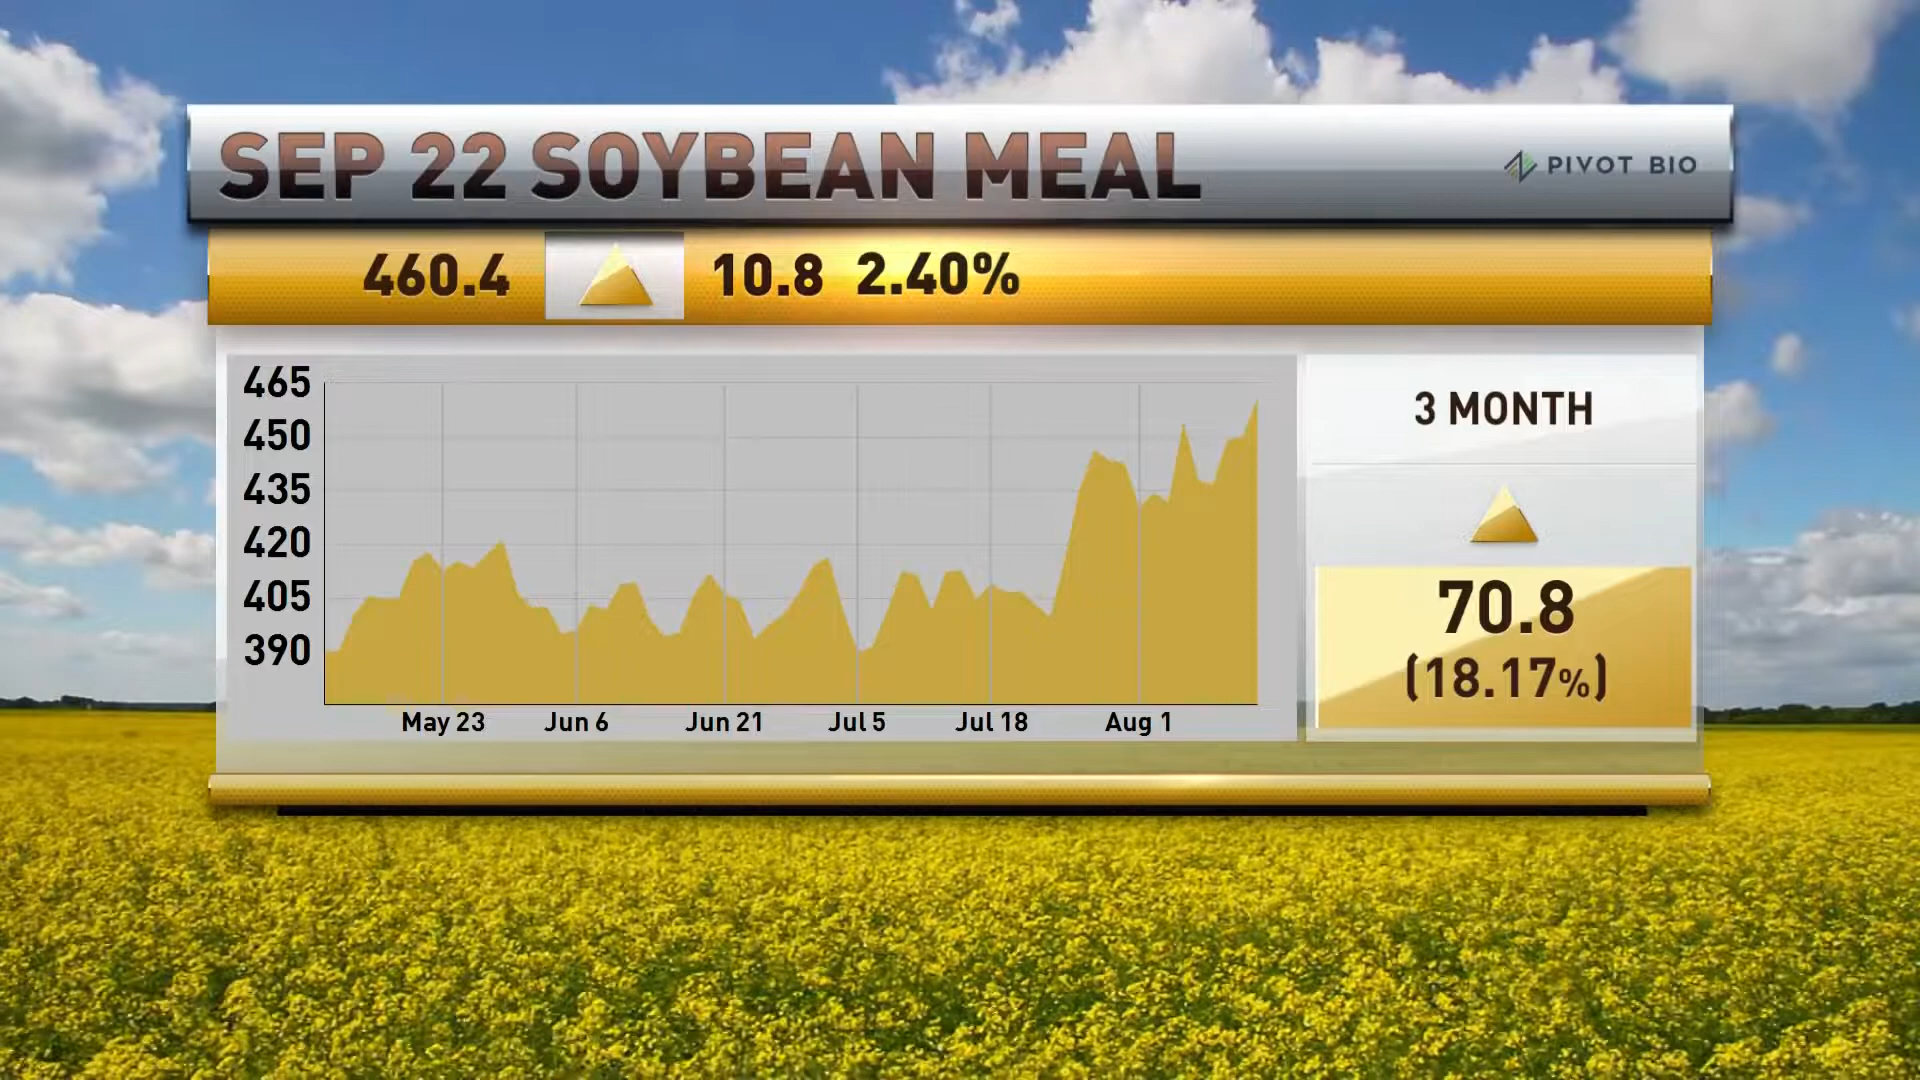 SEP 22 SOYBEAN MEAL
PIVOT BIO
460.4 10.8 2.40%
465
450
435
420
405
390
May 23 Jun 6 Jun 21 Jul 5 Jul 18 Aug 1
3 MONTH
70.8
(18.17%)